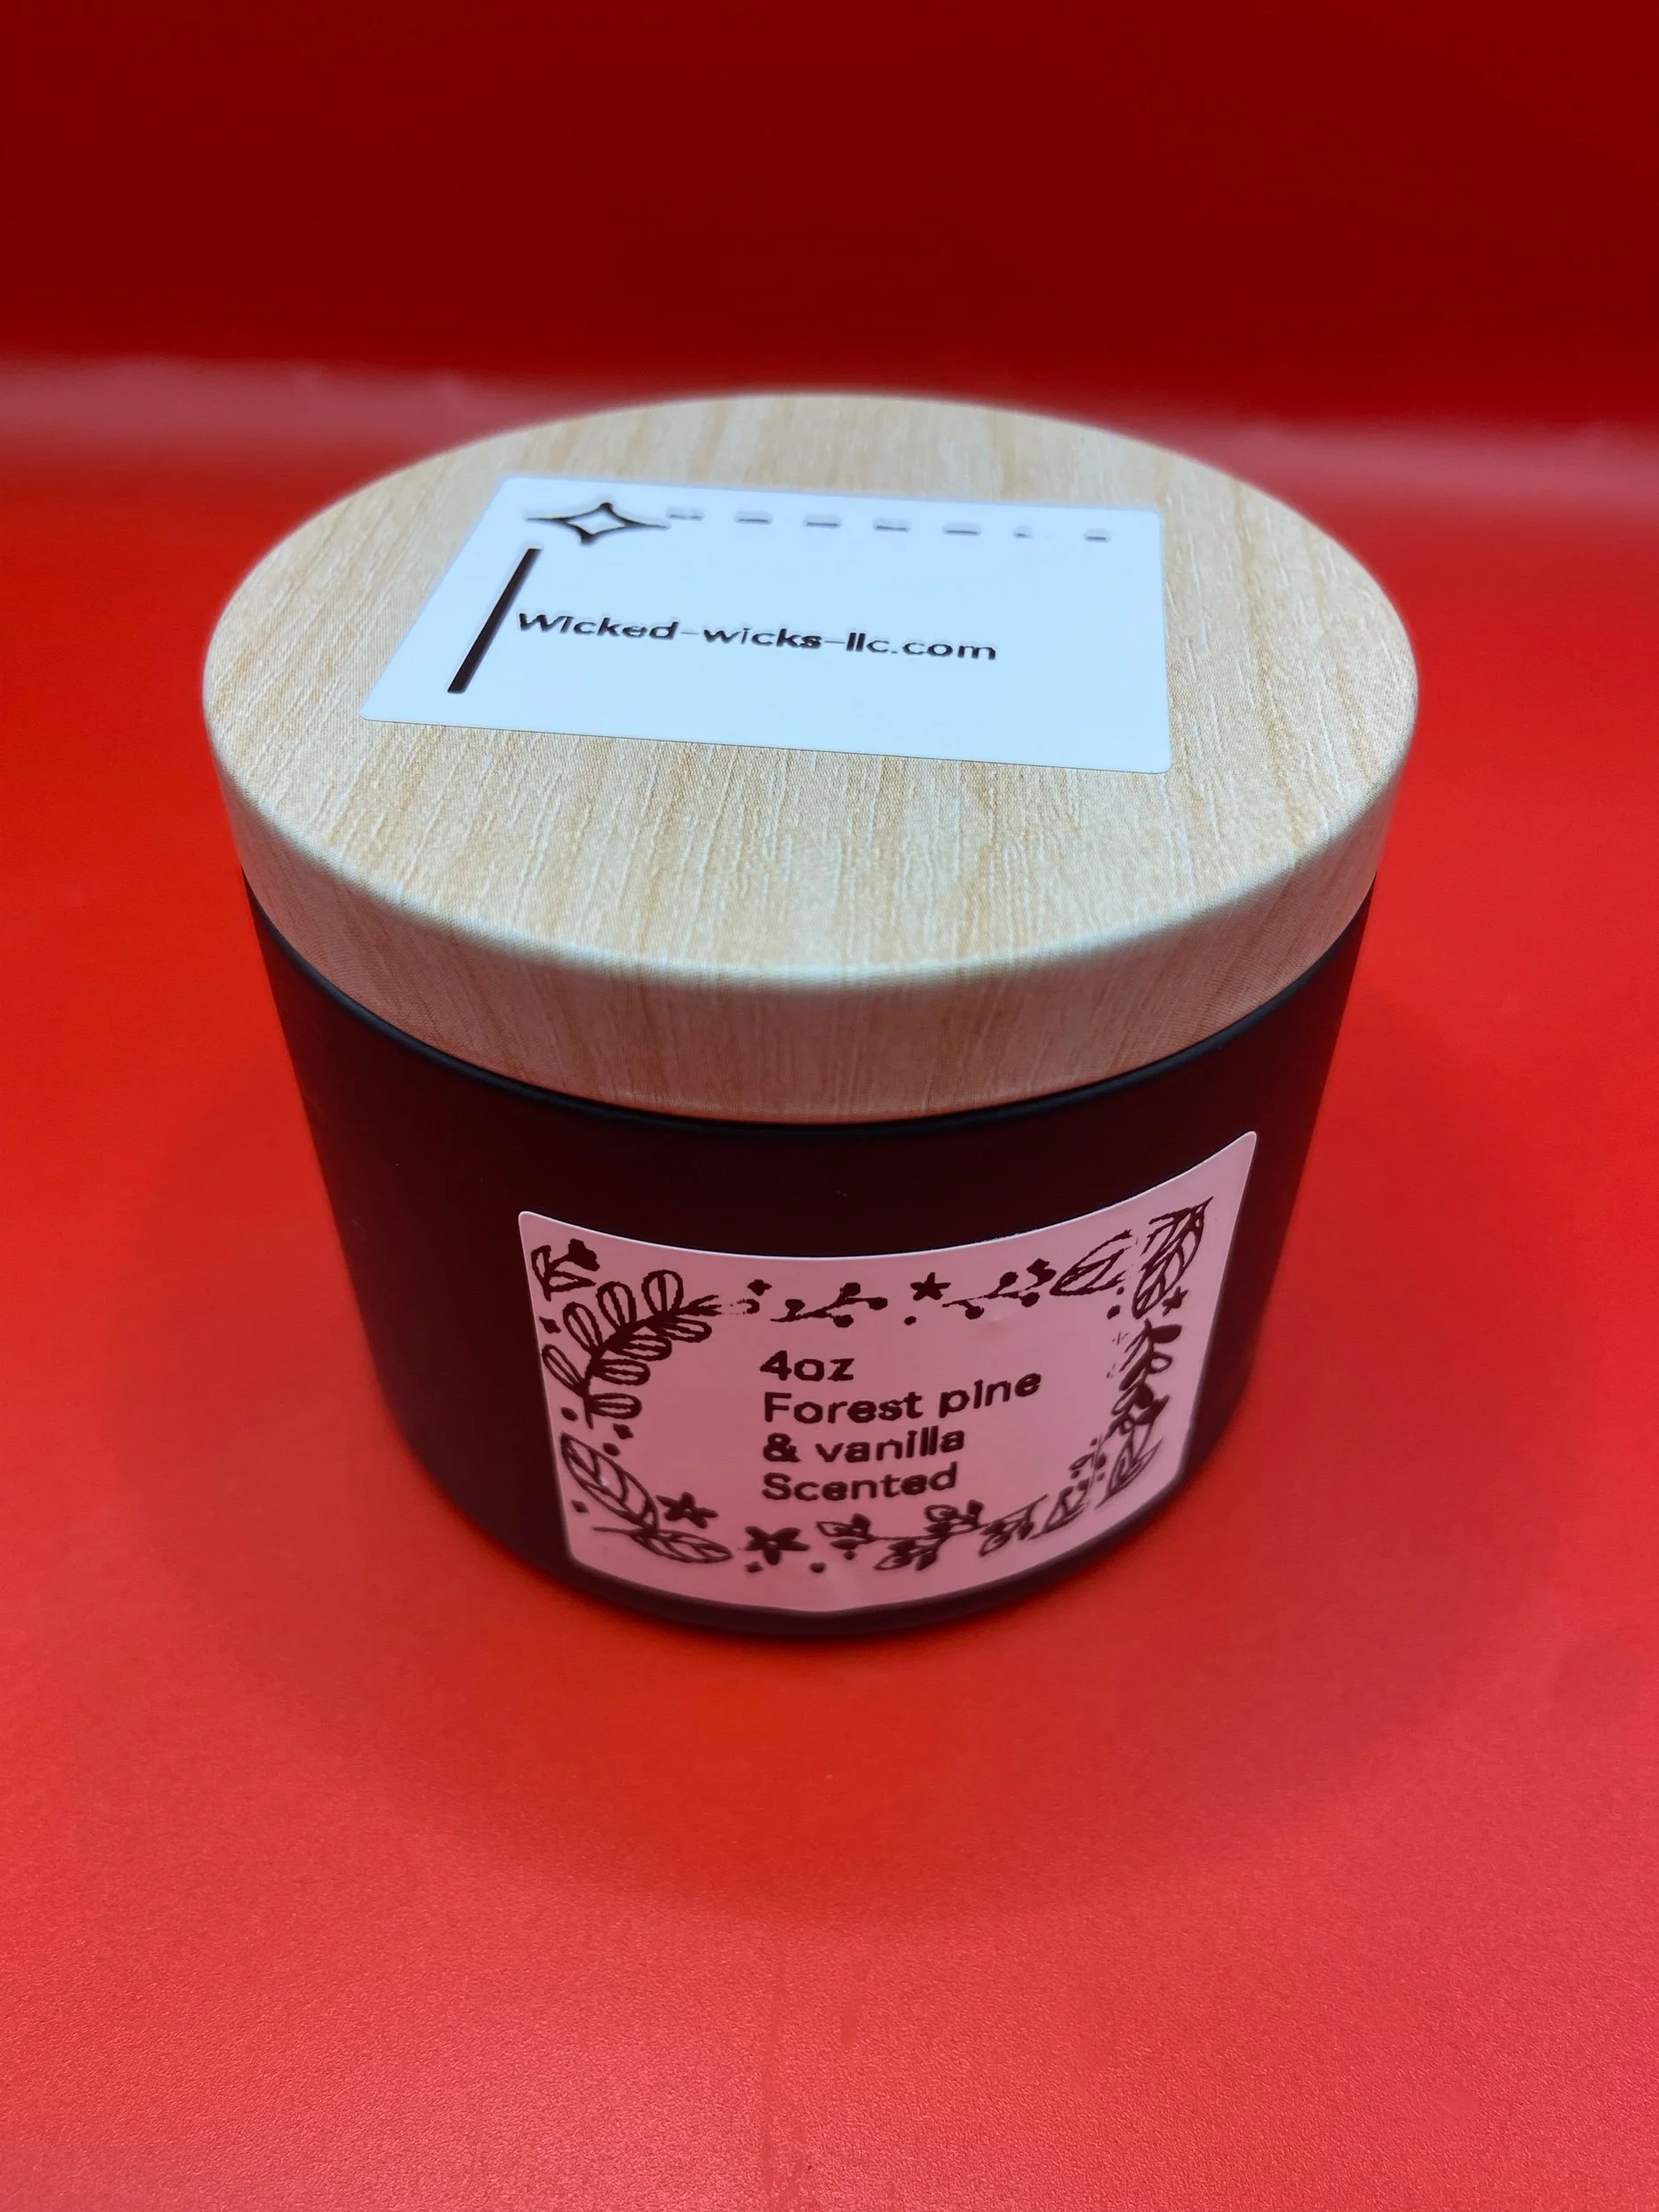 Wicked-wicks-llc.com
4oz
Forest pine
& vanilla
Scented